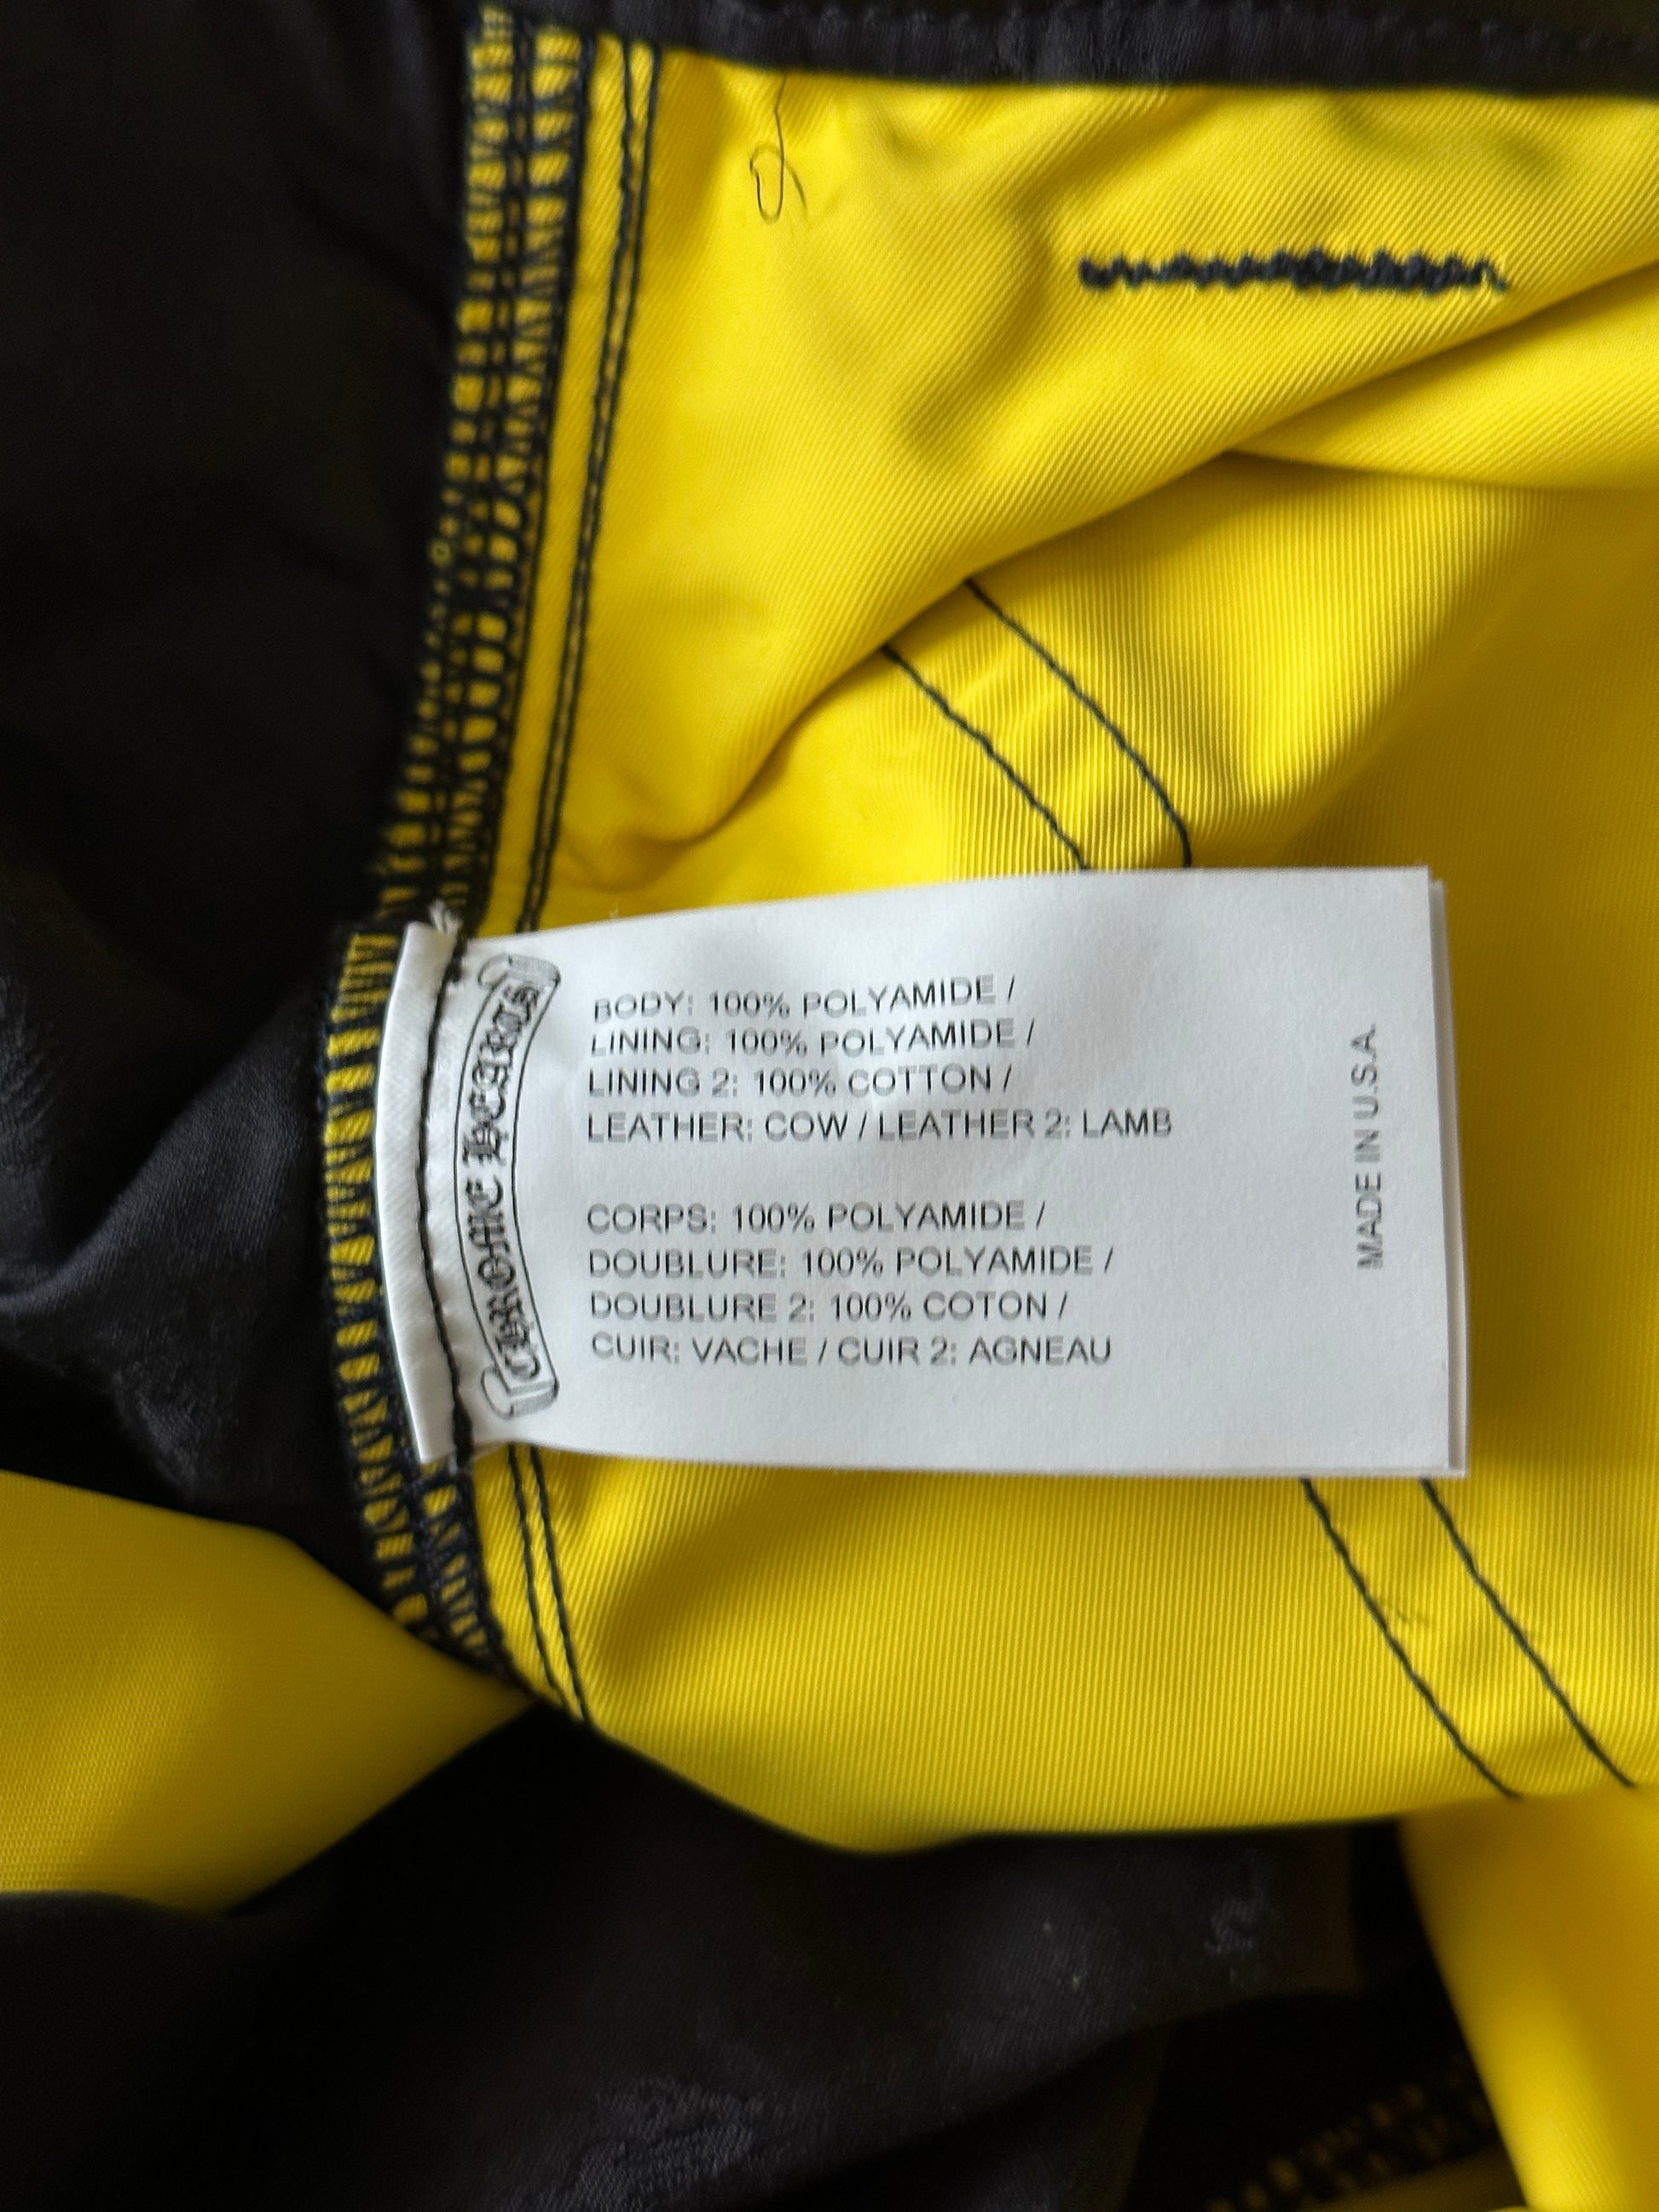 CHROME HEARTS
BODY: 100% POLYAMIDE /
LINING: 100% POLYAMIDE /
LINING 2: 100% COTTON /
LEATHER: COW / LEATHER 2: LAMB
CORPS: 100% POLYAMIDE /
DOUBLURE: 100% POLYAMIDE /
DOUBLURE 2: 100% COTON /
CUIR: VACHE / CUIR 2: AGNEAU
MADE IN U.S.A.